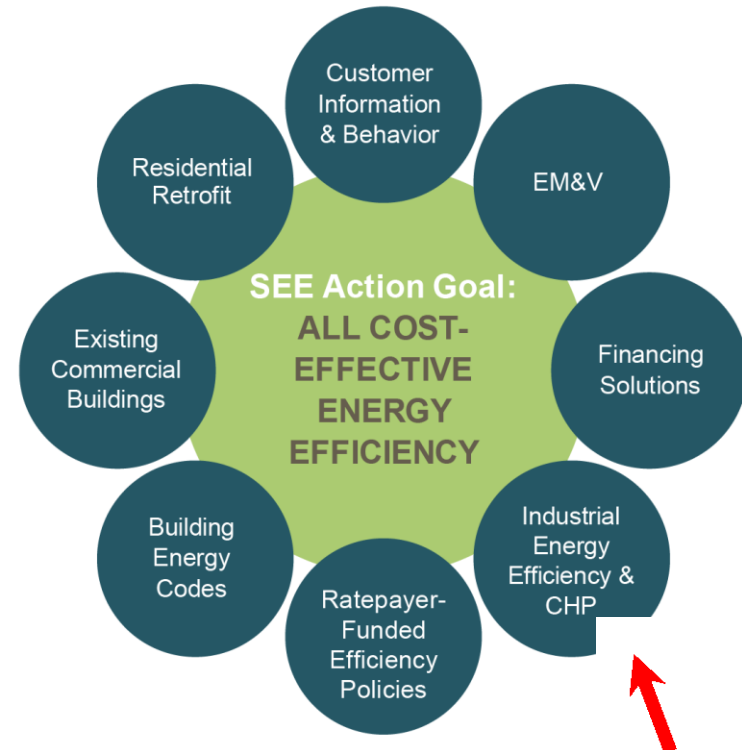 Customer
Information
& Behavior
EM&V
Financing
Solutions
Industrial
Energy
Efficiency &
CHP
Ratepayer-
Funded
Efficiency
Policies
Building
Energy
Codes
Existing
Commercial
Buildings
Residential
Retrofit
SEE Action Goal:
ALL COST-
EFFECTIVE
ENERGY
EFFICIENCY